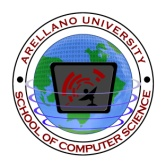 ARELLANO UNIVERSITY
SCHOOL OF COMPUTER SCIENCE